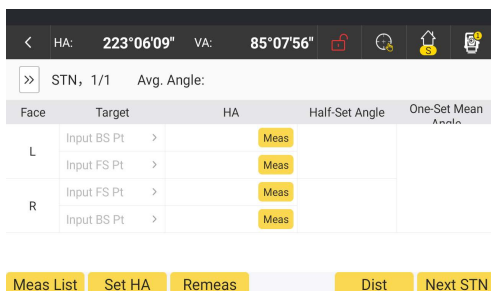 HA: 223°06'09" VA: 85°07'56" S 1
STN, 1/1 Avg. Angle:
Face Target HA Half-Set Angle One-Set Mean Angle
L
Input BS Pt > Meas
Input FS Pt > Meas
R
Input FS Pt > Meas
Input BS Pt > Meas
Meas List Set HA Remeas Dist Next STN